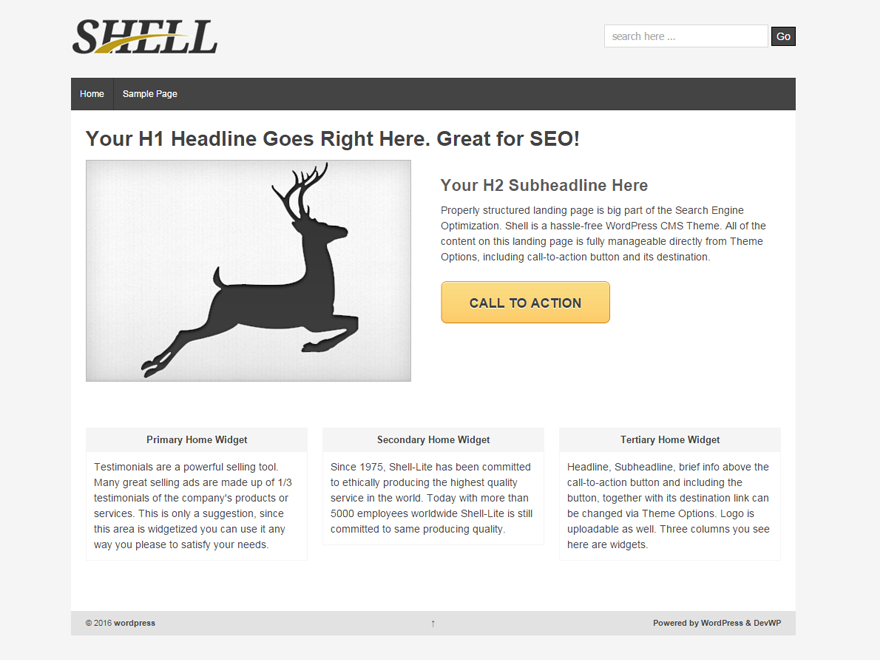 SHELL
search here ...
Go
Home
Sample Page
Your H1 Headline Goes Right Here. Great for SEO!
Your H2 Subheadline Here
Properly structured landing page is big part of the Search Engine
Optimization. Shell is a hassle-free WordPress CMS Theme. All of the
content on this landing page is fully manageable directly from Theme
Options, including call-to-action button and its destination.
CALL TO ACTION
Primary Home Widget
Testimonials are a powerful selling tool.
Many great selling ads are made up of 1/3
testimonials of the company's products or
services. This is only a suggestion, since
this area is widgetized you can use it any
way you please to satisfy your needs.
Secondary Home Widget
Since 1975, Shell-Lite has been committed
to ethically producing the highest quality
service in the world. Today with more than
5000 employees worldwide Shell-Lite is still
committed to same producing quality.
Tertiary Home Widget
Headline, Subheadline, brief info above the
call-to-action button and including the
button, together with its destination link can
be changed via Theme Options. Logo is
uploadable as well. Three columns you see
here are widgets.
© 2016 wordpress
↑
Powered by WordPress & DevWP